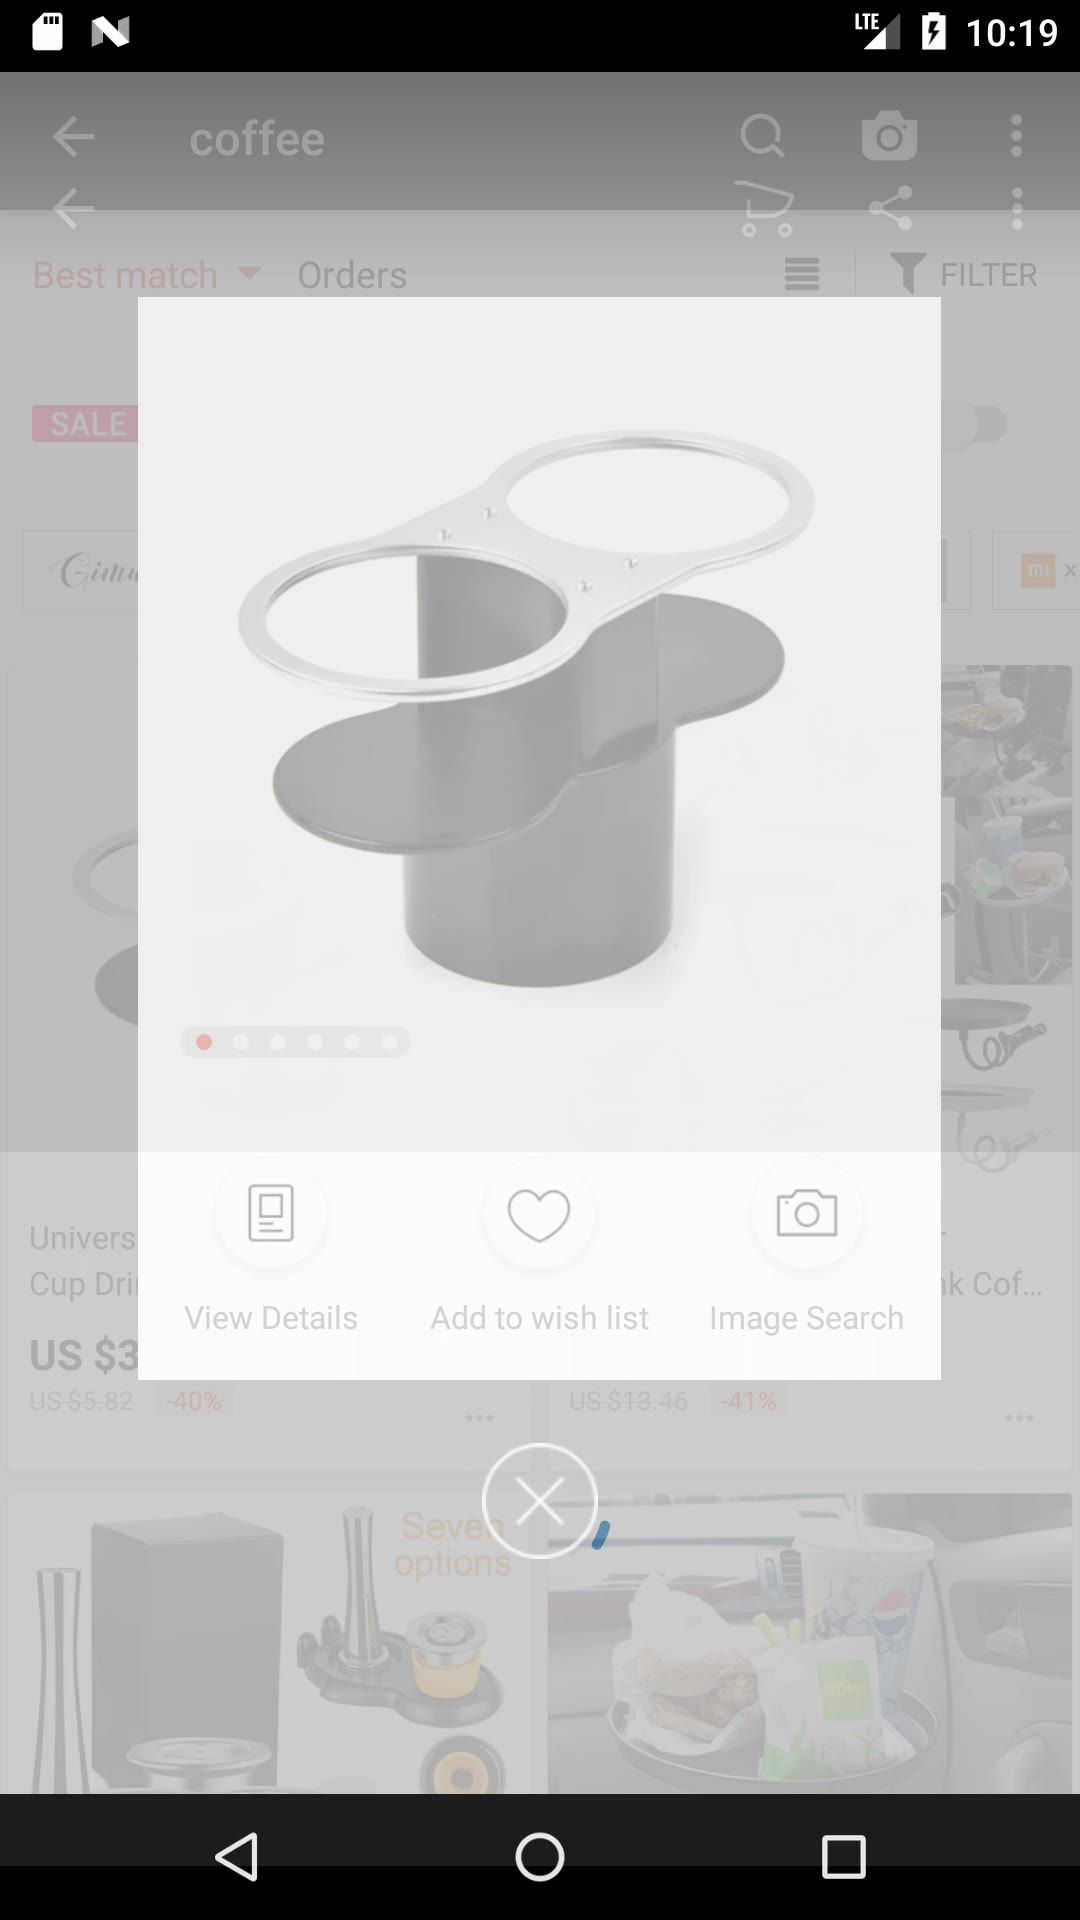 LTE 10:19
coffee
Best match Orders FILTER
SALE
mi x
View Details Add to wish list Image Search
Univers
Cup Dri nk Cof...
US $3
US $5.82 -40% US $13.46 -41%
Seven
options